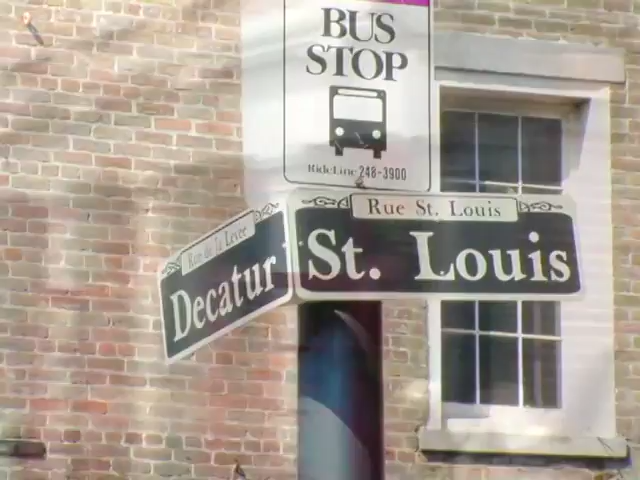 BUS
STOP
RideLine 248-3900
Rue St. Louis
St. Louis
Rue de la Levee
Decatur